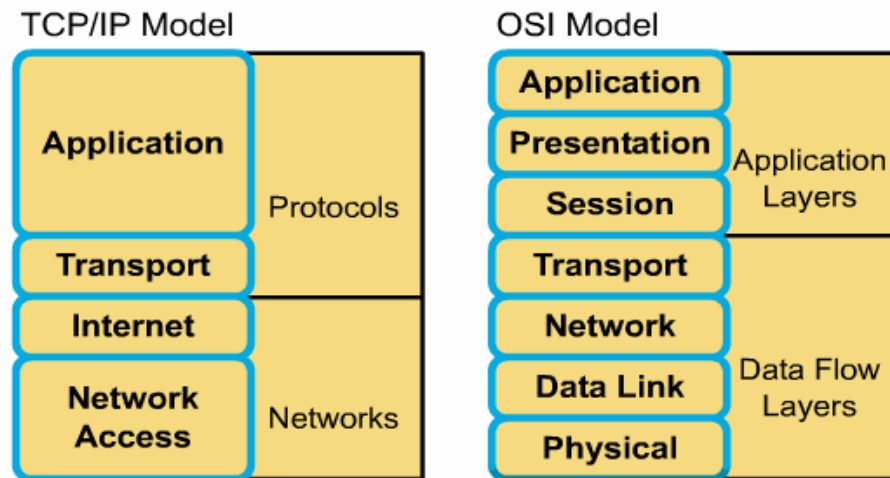 TCP/IP Model
Application
Transport
Internet
Network
Access
Protocols
Networks
OSI Model
Application
Presentation
Session
Transport
Network
Data Link
Physical
Application
Layers
Data Flow
Layers